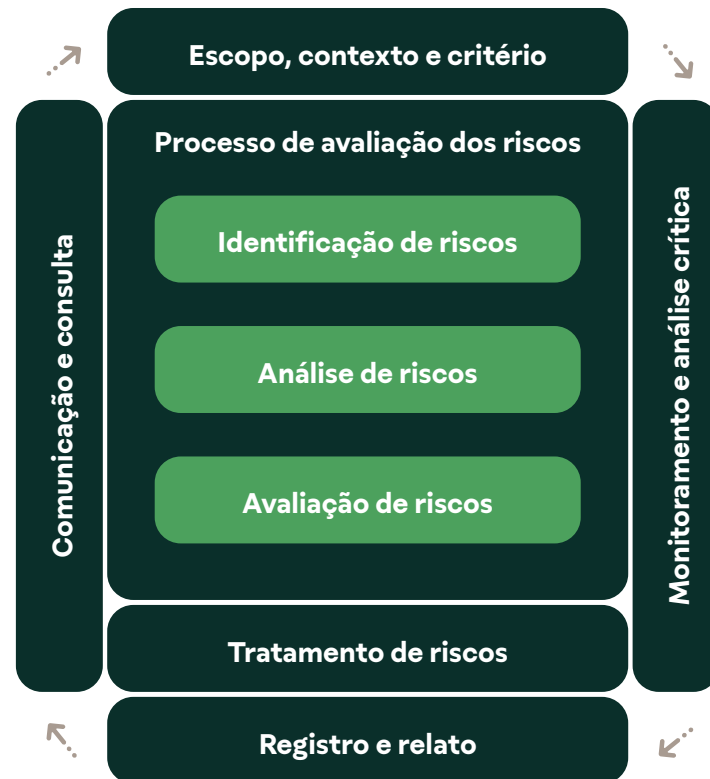 Escopo, contexto e critério
Processo de avaliação dos riscos
Identificação de riscos
Análise de riscos
Avaliação de riscos
Comunicação e consulta
Monitoramento e análise crítica
Tratamento de riscos
Registro e relato